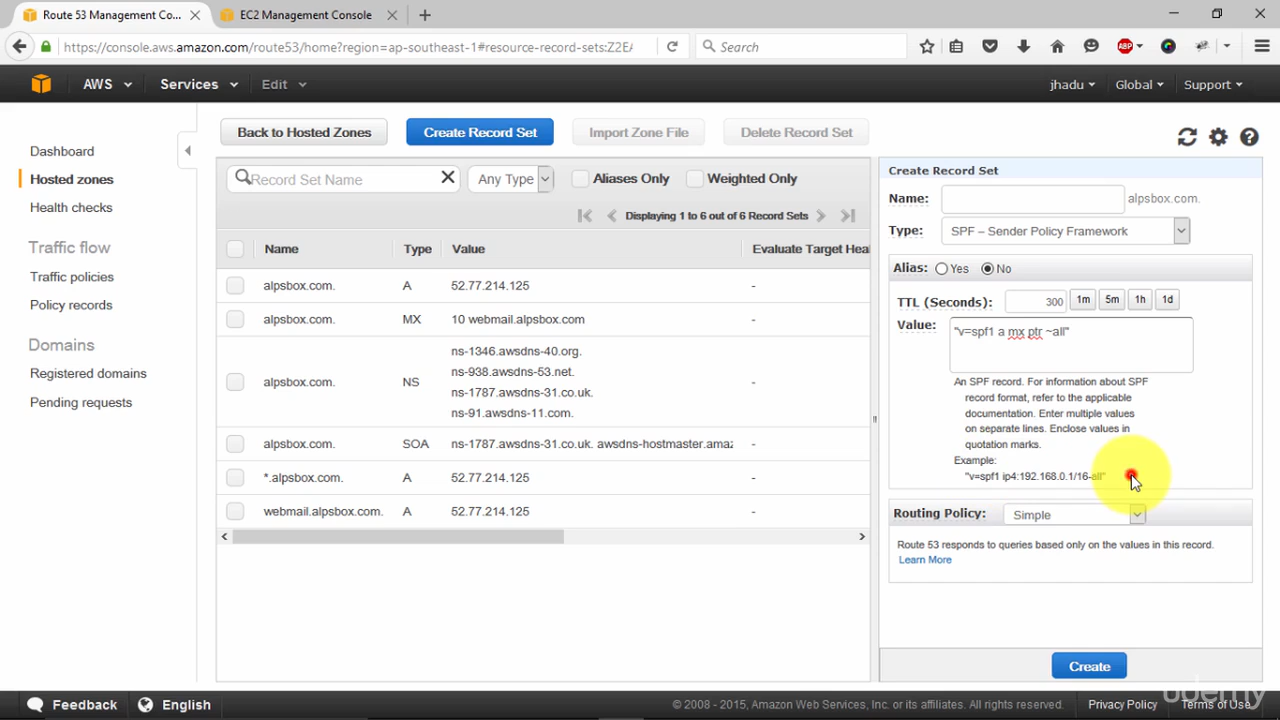 Route 53 Management Co...
EC2 Management Console
https://console.aws.amazon.com/route53/home?region=ap-southeast-1#resource-record-sets:Z2EA
Search
ABP
AWS
Services
Edit
jhadu
Global
Support
Dashboard
Hosted zones
Health checks
Traffic flow
Traffic policies
Policy records
Domains
Registered domains
Pending requests
Back to Hosted Zones
Create Record Set
Import Zone File
Delete Record Set
Record Set Name
Any Type
Aliases Only
Weighted Only
Displaying 1 to 6 out of 6 Record Sets
Name Type Value Evaluate Target Heal
alpsbox.com. A 52.77.214.125 -
alpsbox.com. MX 10 webmail.alpsbox.com -
ns-1346.awsdns-40.org.
ns-938.awsdns-53.net.
alpsbox.com. NS -
ns-1787.awsdns-31.co.uk.
ns-91.awsdns-11.com.
alpsbox.com. SOA ns-1787.awsdns-31.co.uk. awsdns-hostmaster.amaz -
*.alpsbox.com. A 52.77.214.125 -
webmail.alpsbox.com. A 52.77.214.125 -
Create Record Set
Name: alpsbox.com.
Type: SPF – Sender Policy Framework
Alias: Yes No
TTL (Seconds): 300 1m 5m 1h 1d
Value: "v=spf1 a mx ptr ~all"
An SPF record. For information about SPF
record format, refer to the applicable
documentation. Enter multiple values
on separate lines. Enclose values in
quotation marks.
Example:
"v=spf1 ip4:192.168.0.1/16-all"
Routing Policy: Simple
Route 53 responds to queries based only on the values in this record.
Learn More
Create
Feedback
English
© 2008 - 2015, Amazon Web Services, Inc. or its affiliates. All rights reserved.
Privacy Policy
Terms of Use
udemy